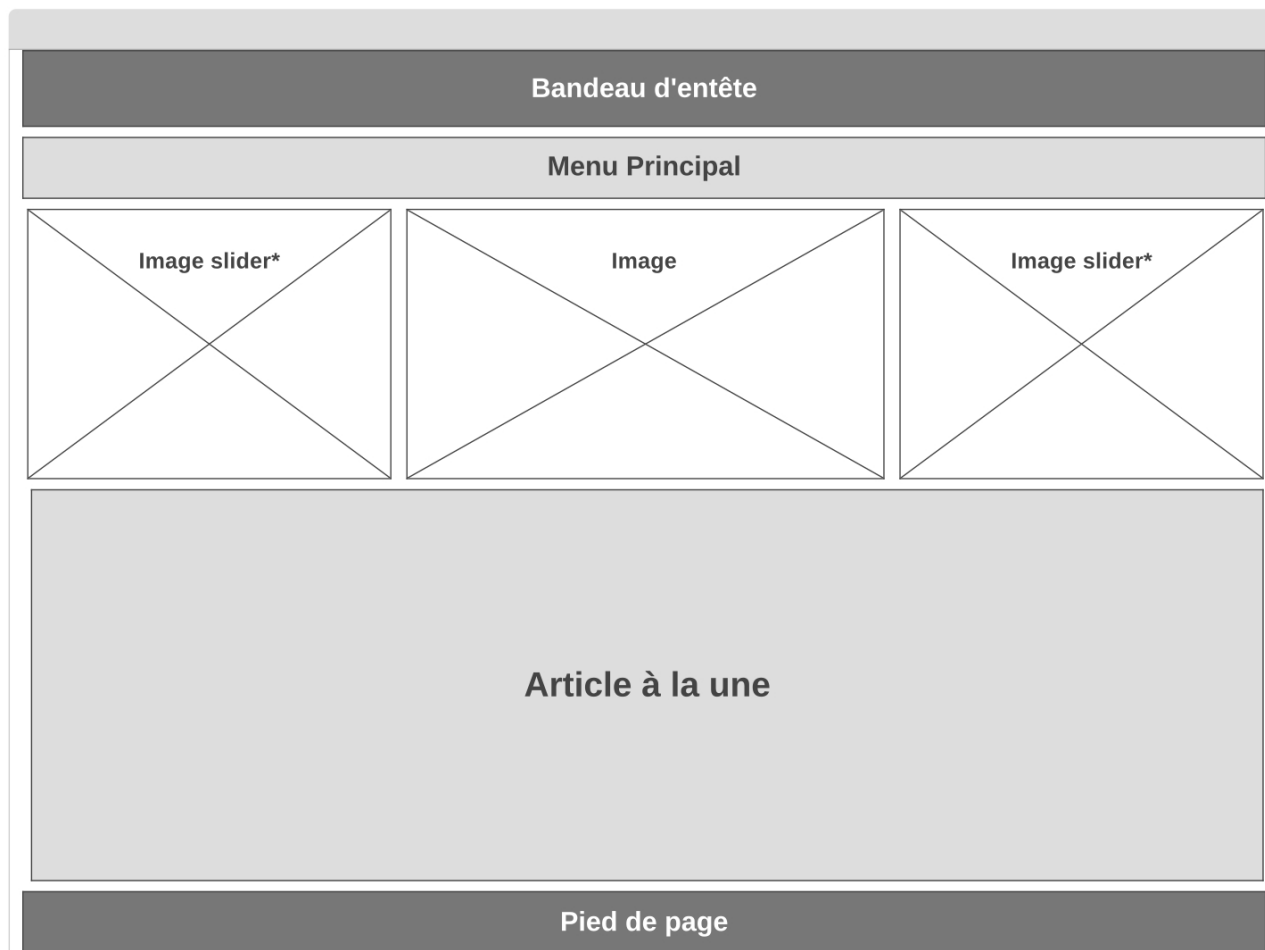 Bandeau d'entête
Menu Principal
Image slider*
Image
Image slider*
Article à la une
Pied de page